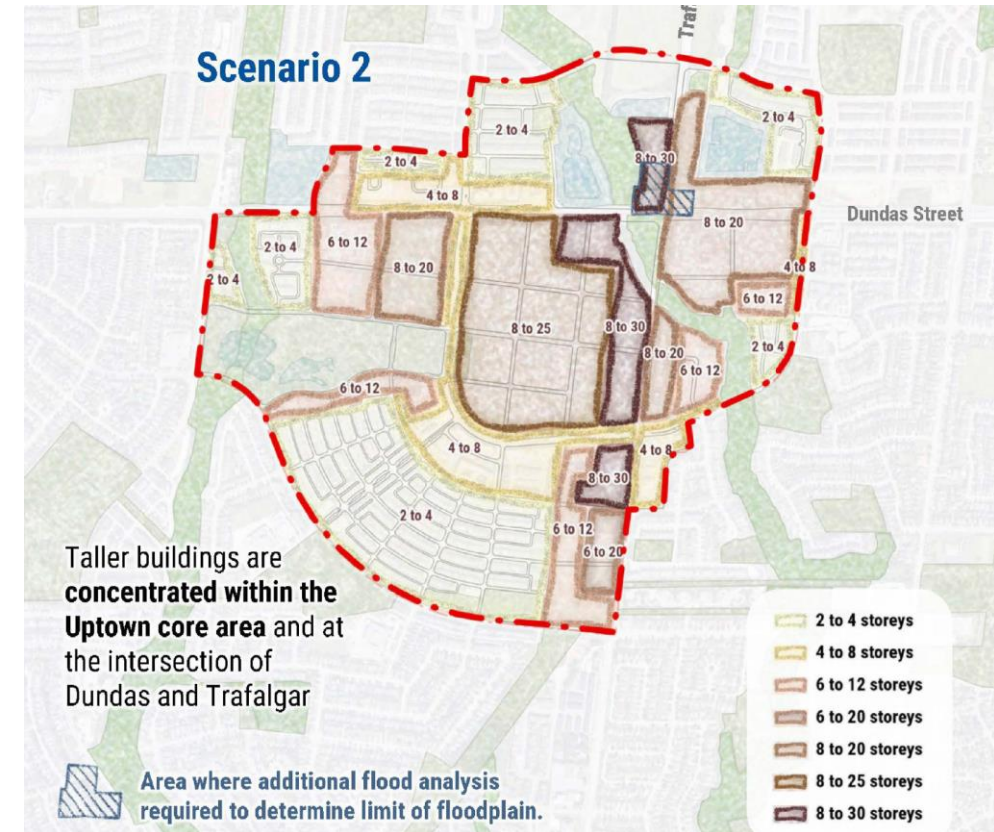 Traf
Scenario 2
2 to 4
2 to 4
8 to 30
2 to 4
4 to 8
8 to 20
Dundas Street
6 to 12
2 to 4
8 to 20
4 to 8
2 to 4
6 to 12
8 to 25
8 to 30
8 to 20
2 to 4
6 to 12
6 to 12
4 to 8
4 to 8
8 to 30
2 to 4
6 to 12
6 to 20
Taller buildings are
concentrated within the
Uptown core area and at
the intersection of
Dundas and Trafalgar
2 to 4 storeys
4 to 8 storeys
6 to 12 storeys
6 to 20 storeys
8 to 20 storeys
8 to 25 storeys
8 to 30 storeys
Area where additional flood analysis
required to determine limit of floodplain.